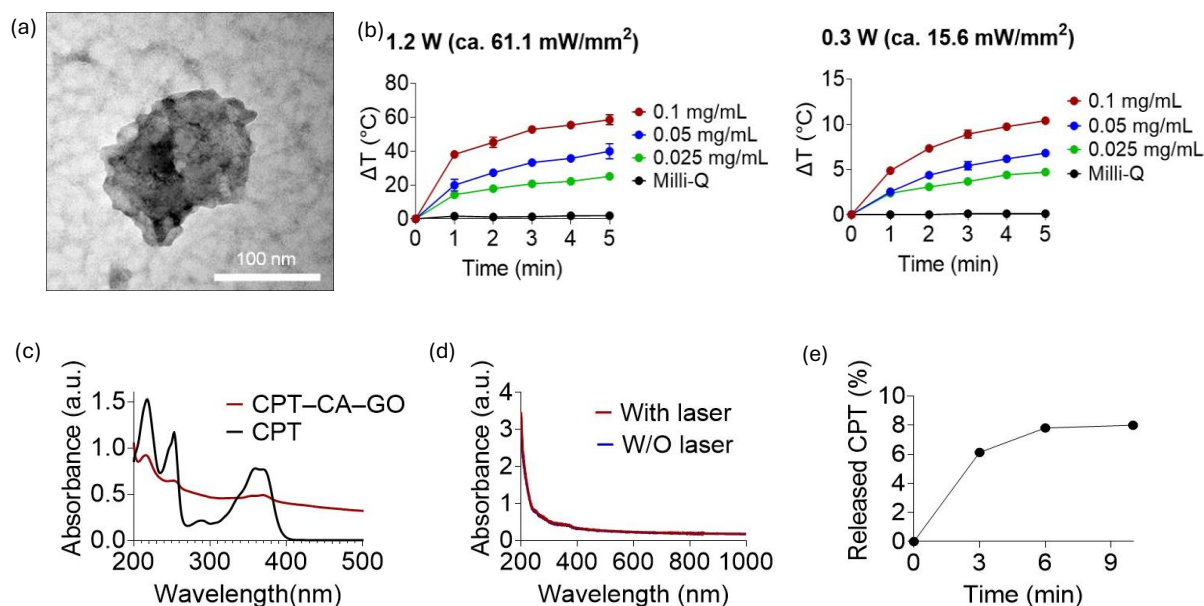 (a)
100 nm
(b)
1.2 W (ca. 61.1 mW/mm²)
ΔT (°C)
80
60
40
20
0
0 1 2 3 4 5
Time (min)
0.1 mg/mL
0.05 mg/mL
0.025 mg/mL
Milli-Q
0.3 W (ca. 15.6 mW/mm²)
ΔT (°C)
15
10
5
0
0 1 2 3 4 5
Time (min)
0.1 mg/mL
0.05 mg/mL
0.025 mg/mL
Milli-Q
(c)
Absorbance (a.u.)
1.5
1.0
0.5
0.0
200 300 400 500
Wavelength(nm)
CPT–CA–GO
CPT
(d)
Absorbance (a.u.)
4
3
2
1
0
200 400 600 800 1000
Wavelength (nm)
With laser
W/O laser
(e)
Released CPT (%)
10
8
6
4
2
0
0 3 6 9
Time (min)